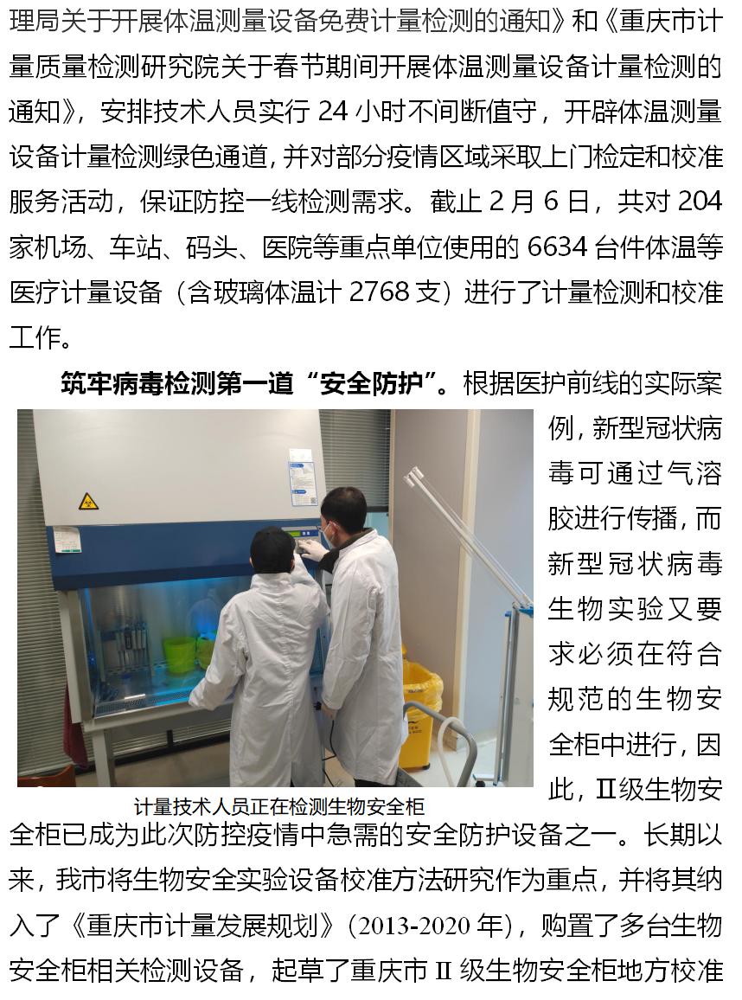 理局关于开展体温测量设备免费计量检测的通知》和《重庆市计
量质量检测研究院关于春节期间开展体温测量设备计量检测的
通知》，安排技术人员实行 24 小时不间断值守，开辟体温测量
设备计量检测绿色通道，并对部分疫情区域采取上门检定和校准
服务活动，保证防控一线检测需求。截止 2 月 6 日，共对 204
家机场、车站、码头、医院等重点单位使用的 6634 台件体温等
医疗计量设备（含玻璃体温计 2768 支）进行了计量检测和校准
工作。
筑牢病毒检测第一道“安全防护”。根据医护前线的实际案
例，新型冠状病
毒可通过气溶
胶进行传播，而
新型冠状病毒
生物实验又要
求必须在符合
规范的生物安
全柜中进行，因
此，Ⅱ级生物安
计量技术人员正在检测生物安全柜
全柜已成为此次防控疫情中急需的安全防护设备之一。长期以
来，我市将生物安全实验设备校准方法研究作为重点，并将其纳
入了《重庆市计量发展规划》（2013-2020 年），购置了多台生物
安全柜相关检测设备，起草了重庆市 II 级生物安全柜地方校准